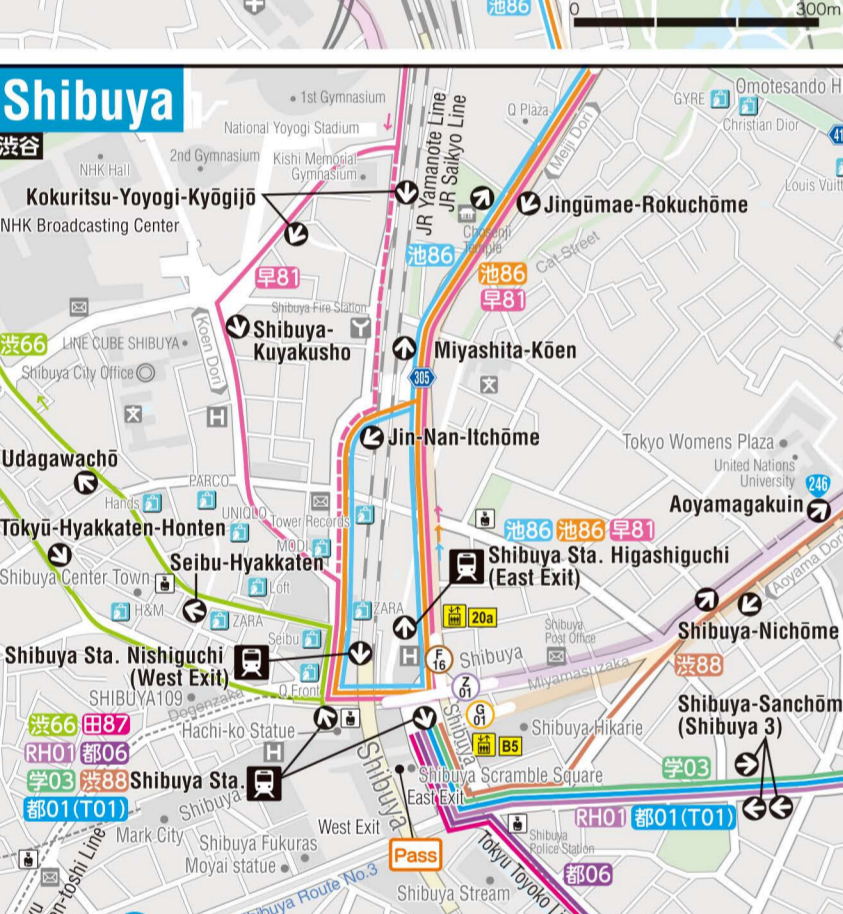 池86
0
300m
Shibuya
渋谷
1st Gymnasium
National Yoyogi Stadium
2nd Gymnasium
Kishi Memorial
Gymnasium
NHK Hall
Kokuritsu-Yoyogi-Kyōgijō
NHK Broadcasting Center
JR Yamanote Line
JR Saikyo Line
Q Plaza
Meiji Dori
GYRE
Omotesando H
Christian Dior
Louis Vuitt
Jingūmae-Rokuchōme
Temple
Cat Street
池86
池86
早81
早81
Shibuya Fire Station
Shibuya-
Kuyakusho
渋66
LINE CUBE SHIBUYA
Koen Dori
Shibuya City Office
文
H
Miyashita-Kōen
305
文
Jin-Nan-Itchōme
Udagawachō
PARCO
Hands
UNIQLO
Tower Records
MODI
Tokyo Womens Plaza
United Nations
University
246
Aoyamagakuin
Tōkyū-Hyakkaten-Honten
Seibu-Hyakkaten
池86 池86 早81
Shibuya Sta. Higashiguchi
(East Exit)
Aoyama Dori
Shibuya Center Town
Loft
H&M
ZARA
ZARA
Seibu
20a
Shibuya
Post Office
Shibuya-Nichōme
Shibuya Sta. Nishiguchi
(West Exit)
H
F
16
Shibuya
Z
01
Miyamasuzaka
渋88
SHIBUYA109
Q Front
Dogenzaka
G
01
Shibuya
Shibuya-Sanchōm
(Shibuya 3)
渋66 田87
Hachi-ko Statue
Shibuya Hikarie
B5
RH01 都06
H
学03 渋88
Shibuya Sta.
Shibuya
Shibuya Scramble Square
学03
都01(T01)
Shibuya
East Exit
RH01 都01(T01)
Mark City
West Exit
Shibuya
Police Station
Shibuya Fukuras
Moyai statue
Pass
Tokyu Toyoko L
都06
en-toshi Line
buya Route No.3
Shibuya Stream